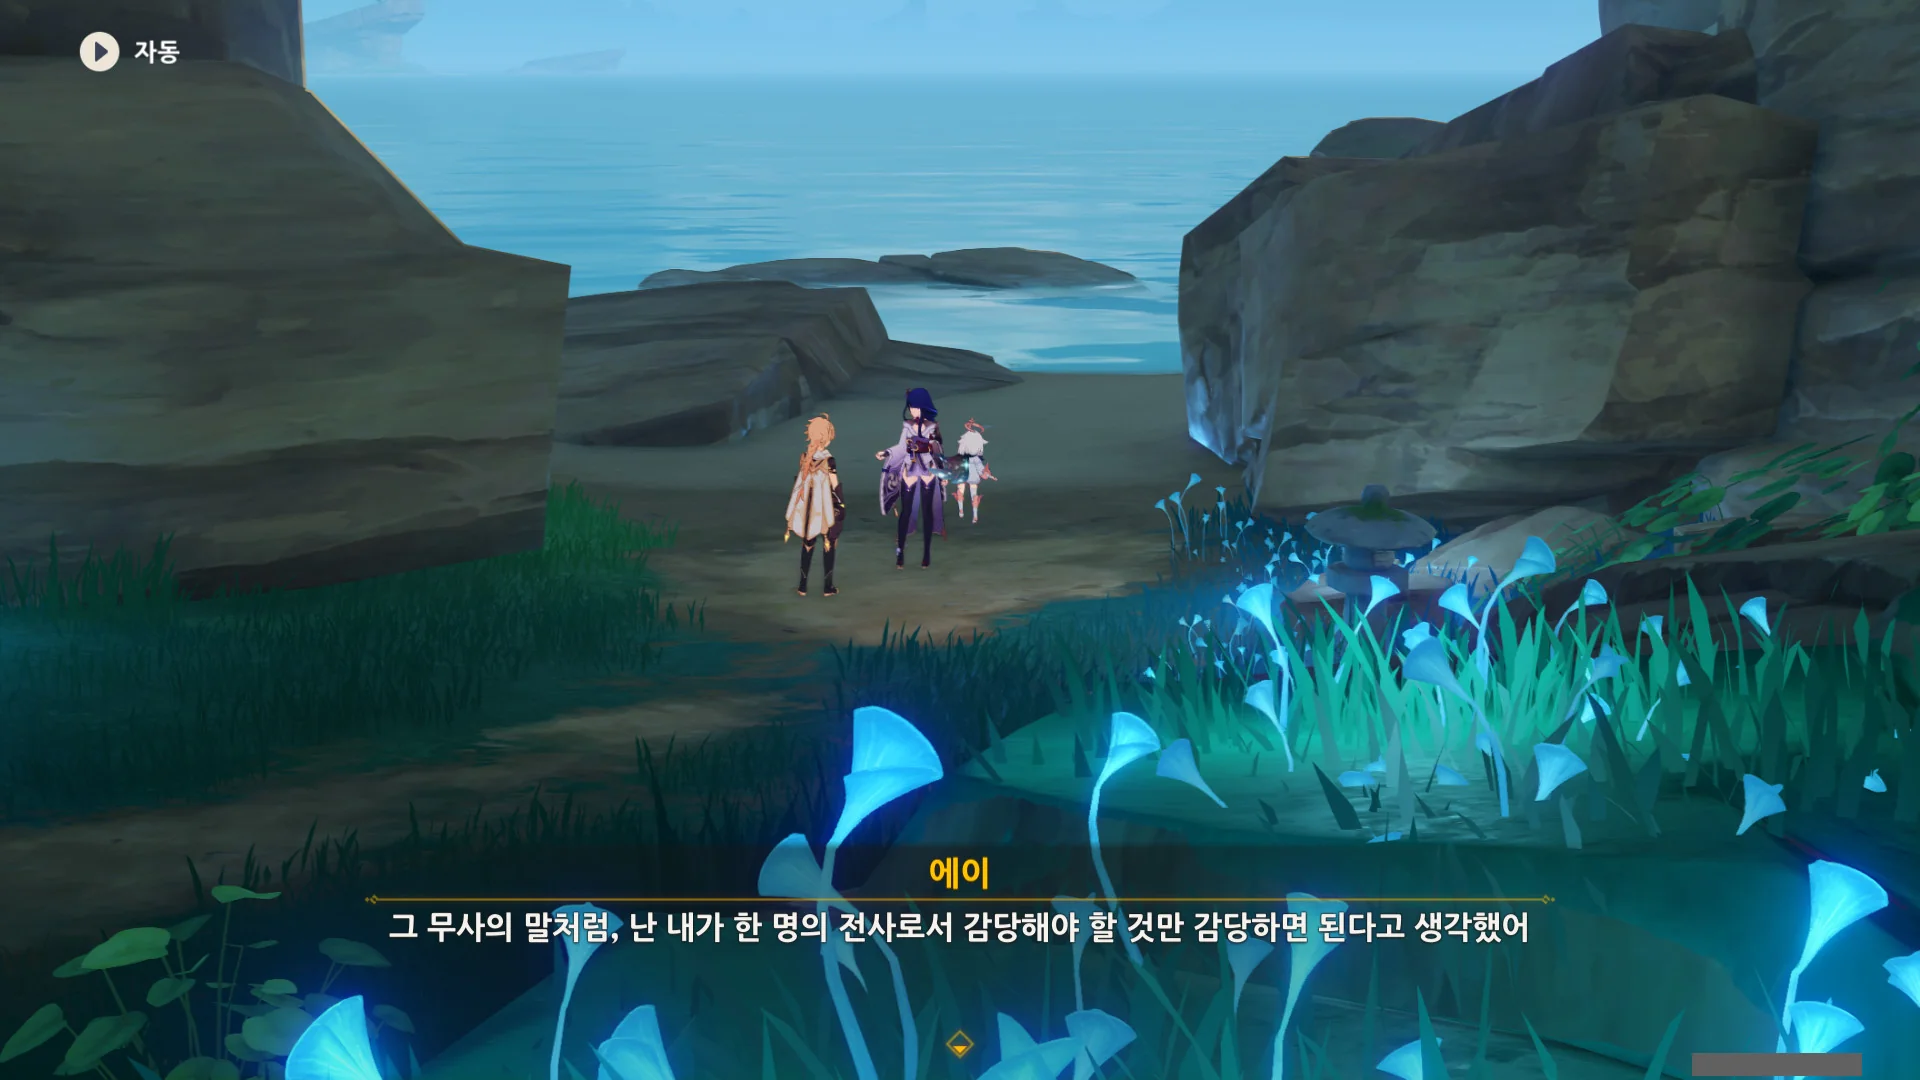 자동
에이
그 무사의 말처럼, 난 내가 한 명의 전사로서 감당해야 할 것만 감당하면 된다고 생각했어